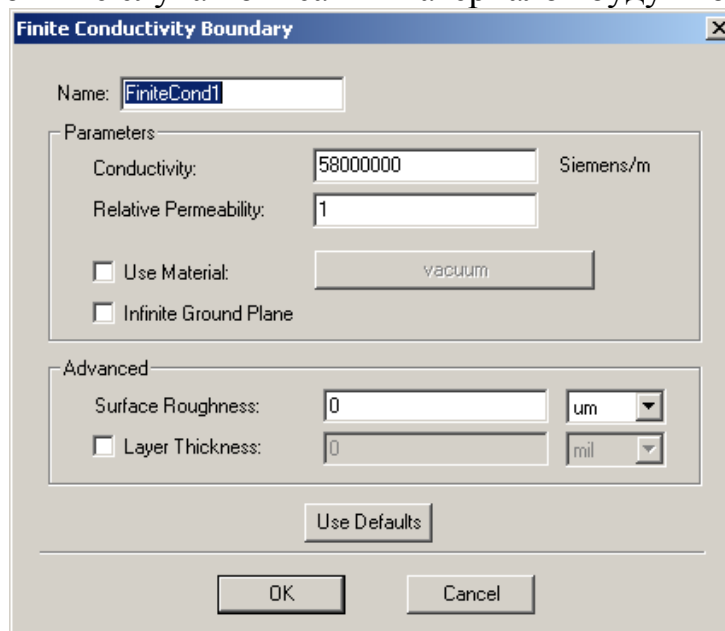 Finite Conductivity Boundary
Name: FiniteCond1
Parameters
Conductivity: 58000000 Siemens/m
Relative Permeability: 1
Use Material: vacuum
Infinite Ground Plane
Advanced
Surface Roughness: 0 um
Layer Thickness: 0 mil
Use Defaults
OK Cancel